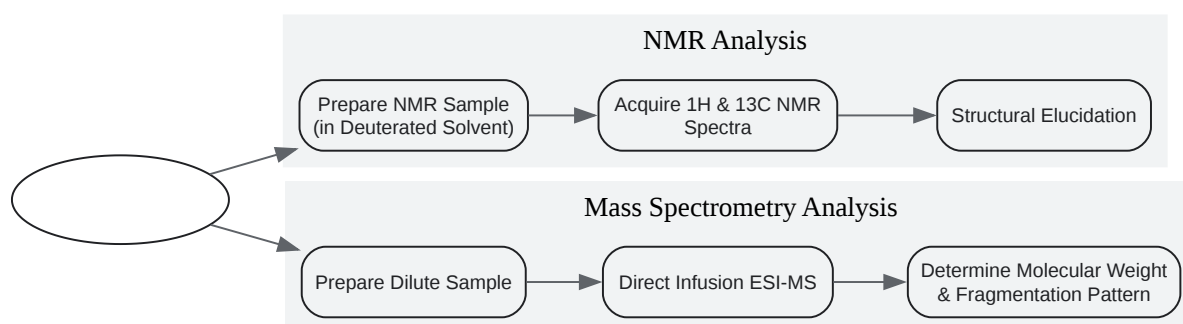 NMR Analysis
Prepare NMR Sample
(in Deuterated Solvent)
Acquire 1H & 13C NMR
Spectra
Structural Elucidation
Mass Spectrometry Analysis
Prepare Dilute Sample
Direct Infusion ESI-MS
Determine Molecular Weight
& Fragmentation Pattern